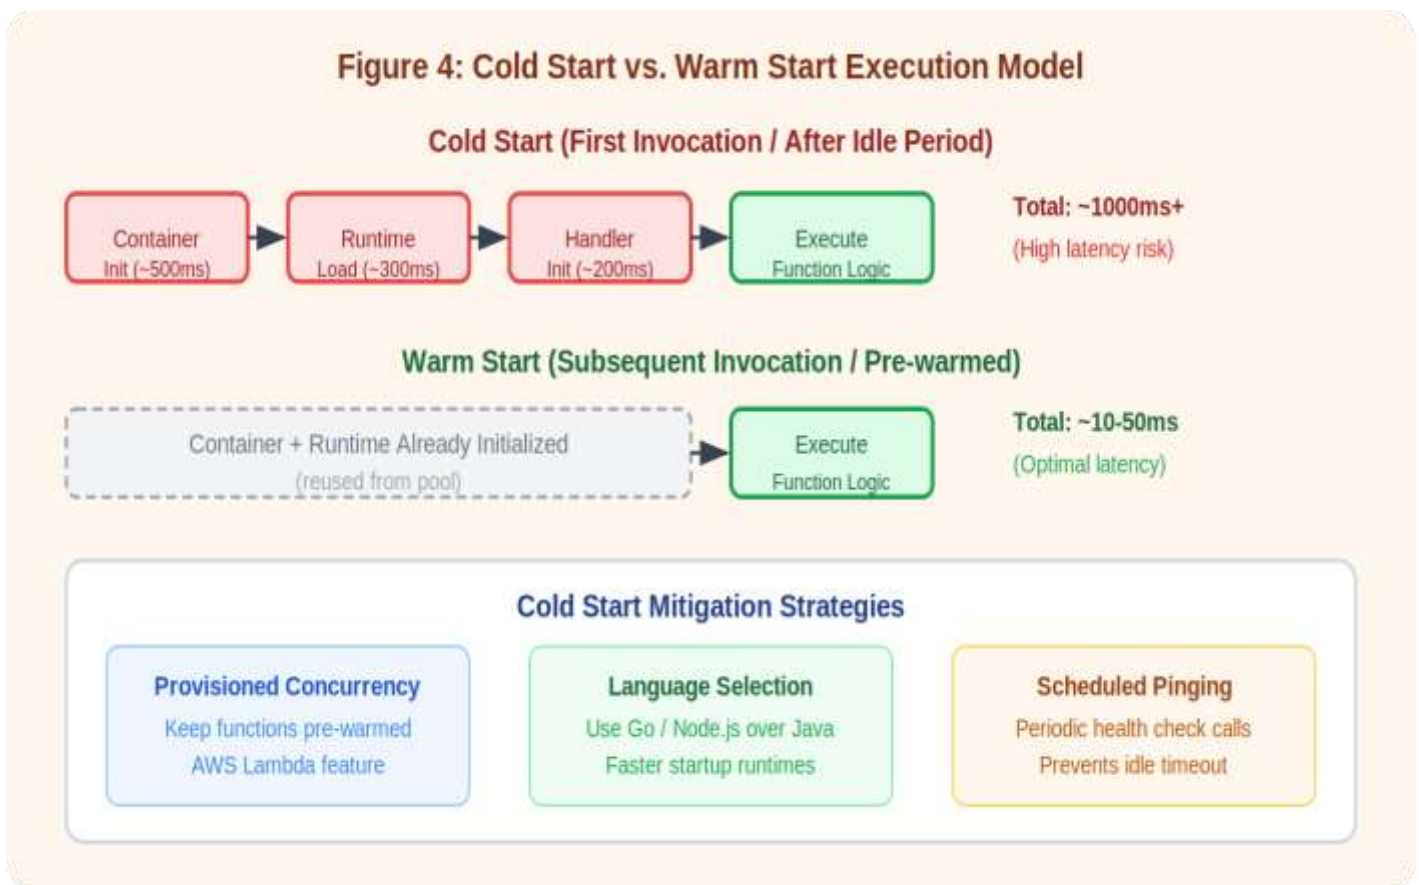 Figure 4: Cold Start vs. Warm Start Execution Model
Cold Start (First Invocation / After Idle Period)
Container
Init (~500ms)
Runtime
Load (~300ms)
Handler
Init (~200ms)
Execute
Function Logic
Total: ~1000ms+
(High latency risk)
Warm Start (Subsequent Invocation / Pre-warmed)
Container + Runtime Already Initialized
(reused from pool)
Execute
Function Logic
Total: ~10-50ms
(Optimal latency)
Cold Start Mitigation Strategies
Provisioned Concurrency
Keep functions pre-warmed
AWS Lambda feature
Language Selection
Use Go / Node.js over Java
Faster startup runtimes
Scheduled Pinging
Periodic health check calls
Prevents idle timeout